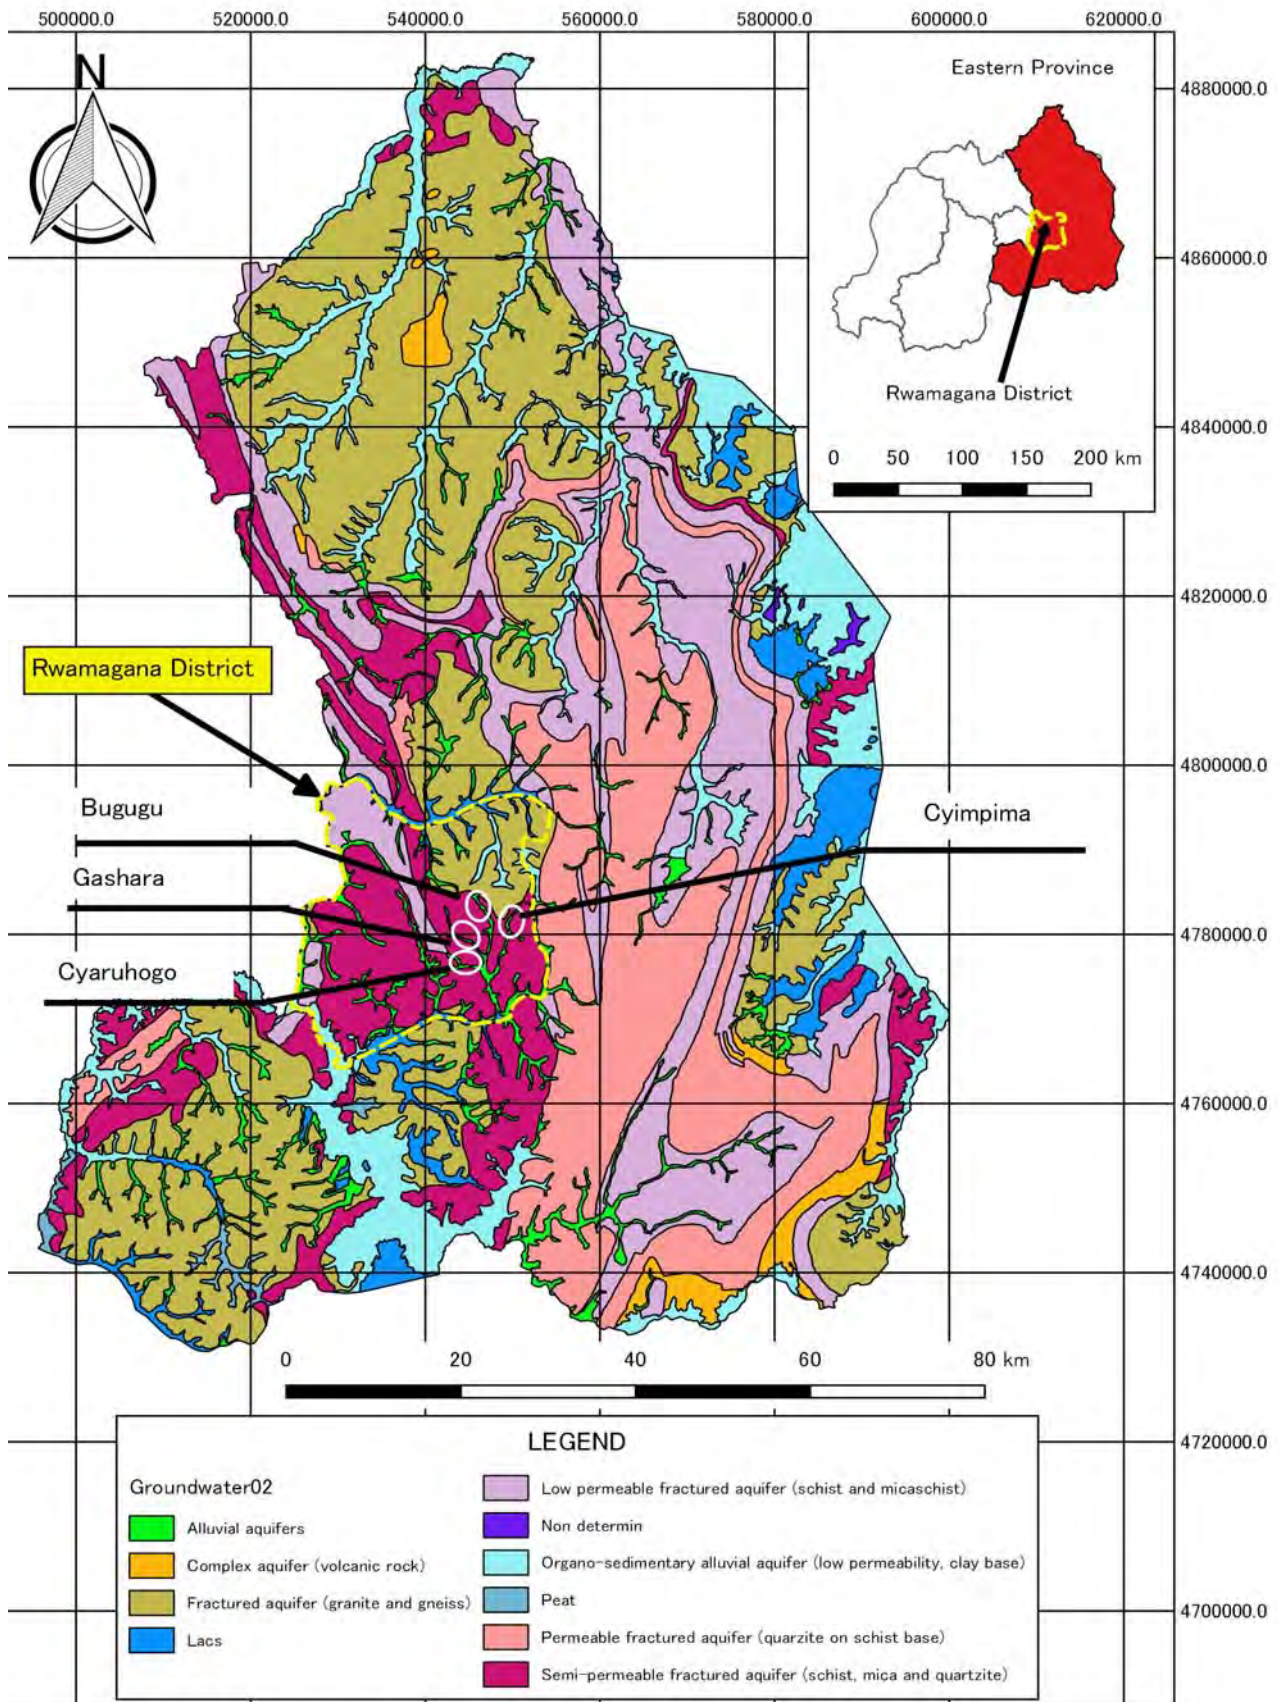 500000.0 520000.0 540000.0 560000.0 580000.0 600000.0 620000.0
N
Eastern Province
Rwamagana District
0 50 100 150 200 km
4880000.0
4860000.0
4840000.0
4820000.0
4800000.0
4780000.0
4760000.0
4740000.0
4720000.0
4700000.0
Rwamagana District
Bugugu
Gashara
Cyaruhogo
Cyimpima
0 20 40 60 80 km
LEGEND
Groundwater02
Alluvial aquifers
Complex aquifer (volcanic rock)
Fractured aquifer (granite and gneiss)
Lacs
Low permeable fractured aquifer (schist and micaschist)
Non determin
Organo-sedimentary alluvial aquifer (low permeability, clay base)
Peat
Permeable fractured aquifer (quarzite on schist base)
Semi-permeable fractured aquifer (schist, mica and quartzite)